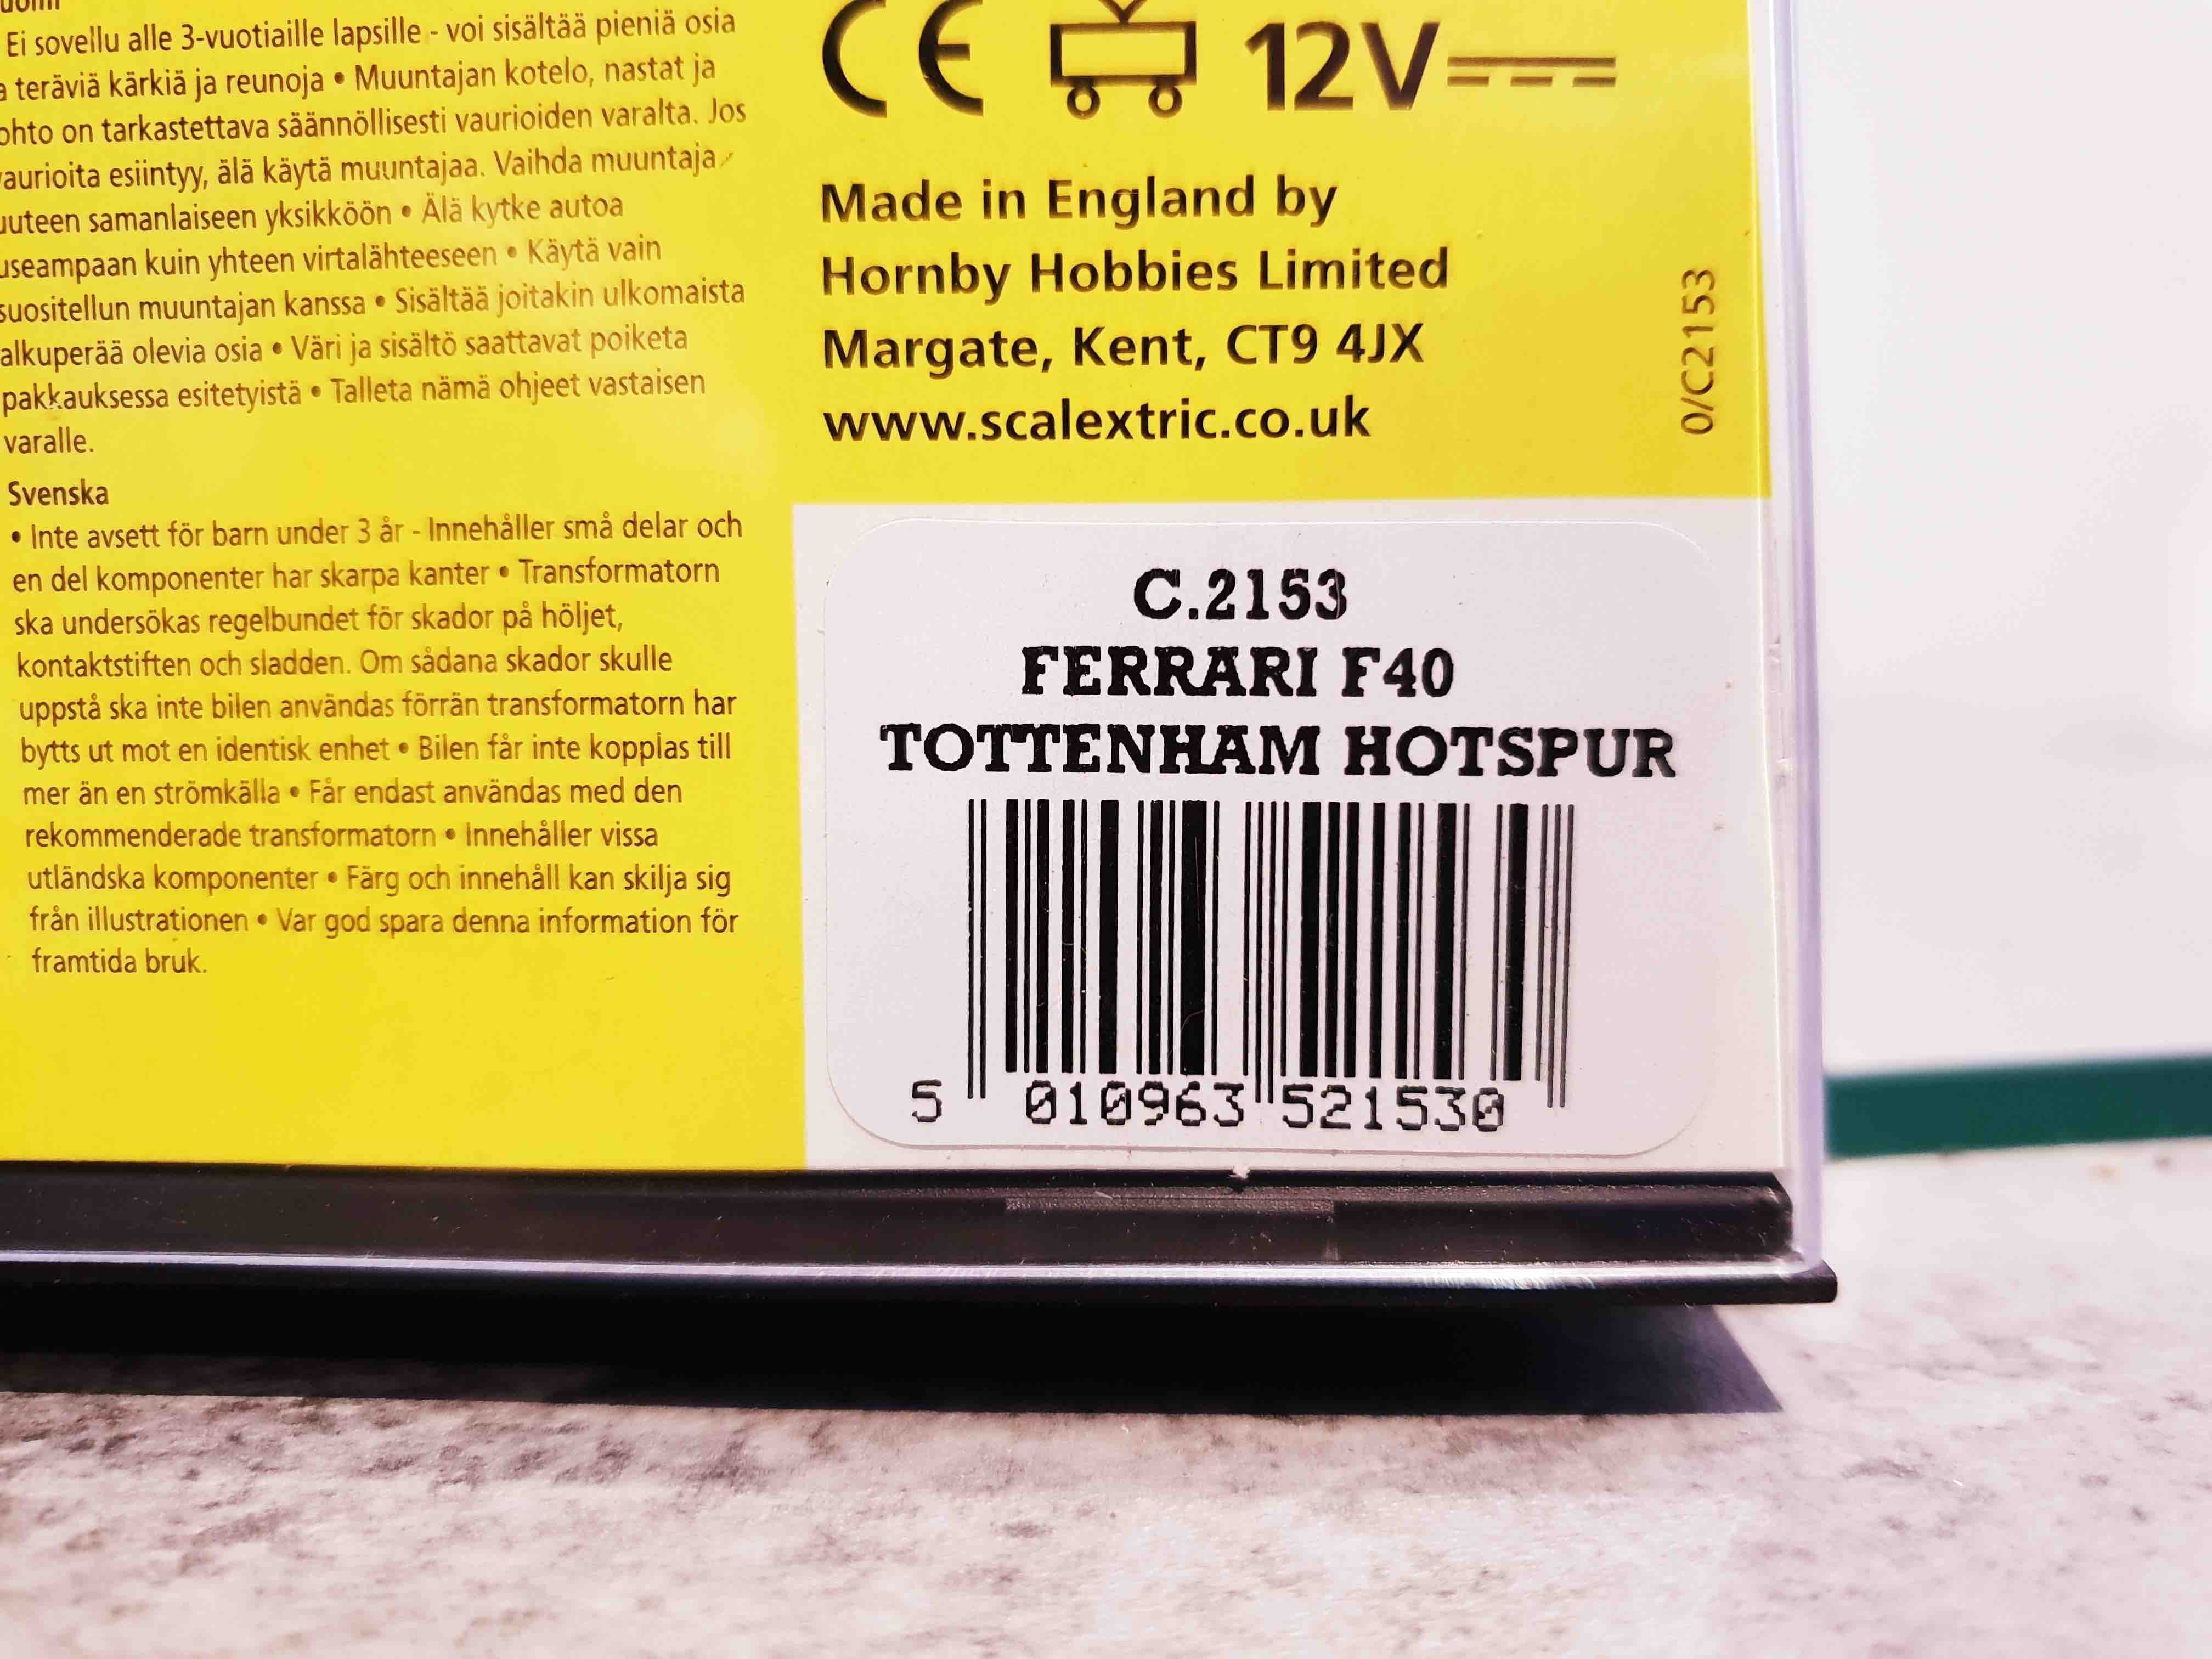 Ei sovellu alle 3-vuotiaille lapsille - voi sisältää pieniä osia
teräviä kärkiä ja reunoja • Muuntajan kotelo, nastat ja
on tarkastettava säännöllisesti vaurioiden varalta. Jos
esiintyy, älä käytä muuntajaa. Vaihda muuntaja
samanlaiseen yksikköön • Älä kytke autoa
kuin yhteen virtalähteeseen • Käytä vain
suositellun muuntajan kanssa • Sisältää joitakin ulkomaista
alkuperää olevia osia • Väri ja sisältö saattavat poiketa
pakkauksessa esitetyistä • Talleta nämä ohjeet vastaisen
varalle.
Svenska
• Inte avsett för barn under 3 år - Innehåller små delar och
en del komponenter har skarpa kanter • Transformatorn
ska undersökas regelbundet för skador på höljet,
kontaktstiften och sladden. Om sådana skador skulle
uppstå ska inte bilen användas förrän transformatorn har
bytts ut mot en identisk enhet • Bilen får inte kopplas till
mer än en strömkälla • Får endast användas med den
rekommenderade transformatorn • Innehåller vissa
utländska komponenter • Färg och innehåll kan skilja sig
från illustrationen • Var god spara denna information för
framtida bruk.
CE 12V
Made in England by
Hornby Hobbies Limited
Margate, Kent, CT9 4JX
www.scalextric.co.uk
0/C2153
C.2153
FERRARI F40
TOTTENHAM HOTSPUR
5 010963 521530